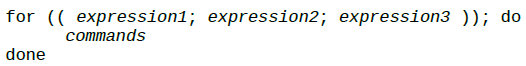 for (( expression1; expression2; expression3 )); do
      commands
done